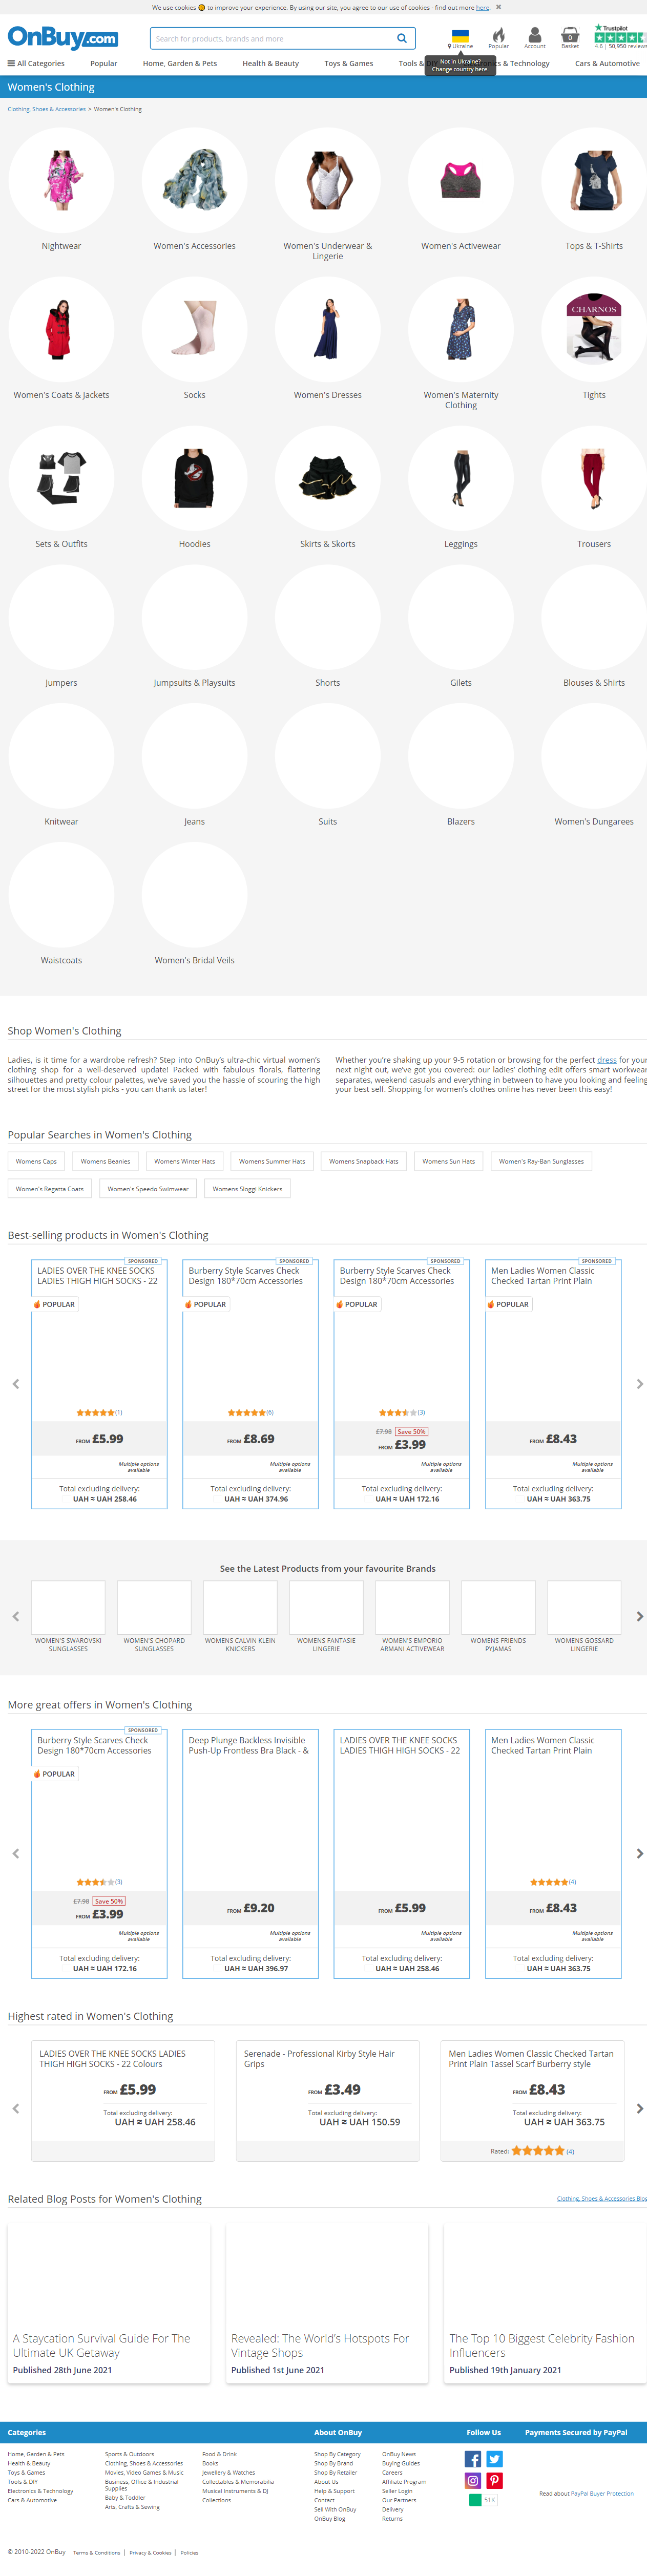 We use cookies to improve your experience. By using our site, you agree to our use of cookies - find out more here. ✖
OnBuy.com
Search for products, brands and more
Ukraine
Popular
Account
0
Basket
Trustpilot
4.6 | 50,950 reviews
Not in Ukraine?
Change country here.
All Categories
Popular
Home, Garden & Pets
Health & Beauty
Toys & Games
Tools &
s & Technology
Cars & Automotive
Women's Clothing
Clothing, Shoes & Accessories > Women's Clothing
Nightwear
Women's Accessories
Women's Underwear &
Lingerie
Women's Activewear
Tops & T-Shirts
CHARNOS
Women's Coats & Jackets
Socks
Women's Dresses
Women's Maternity
Clothing
Tights
Sets & Outfits
Hoodies
Skirts & Skorts
Leggings
Trousers
Jumpers
Jumpsuits & Playsuits
Shorts
Gilets
Blouses & Shirts
Knitwear
Jeans
Suits
Blazers
Women's Dungarees
Waistcoats
Women's Bridal Veils
Shop Women's Clothing
Ladies, is it time for a wardrobe refresh? Step into OnBuy's ultra-chic virtual women's
clothing shop for a well-deserved update! Packed with fabulous florals, flattering
silhouettes and pretty colour palettes, we've saved you the hassle of scouring the high
street for the most stylish picks - you can thank us later!
Whether you're shaking up your 9-5 rotation or browsing for the perfect dress for your
next night out, we've got you covered: our ladies' clothing edit offers smart workwear
separates, weekend casuals and everything in between to have you looking and feeling
your best self. Shopping for women's clothes online has never been this easy!
Popular Searches in Women's Clothing
Womens Caps
Womens Beanies
Womens Winter Hats
Womens Summer Hats
Womens Snapback Hats
Womens Sun Hats
Women's Ray-Ban Sunglasses
Women's Regatta Coats
Women's Speedo Swimwear
Womens Sloggi Knickers
Best-selling products in Women's Clothing
SPONSORED
LADIES OVER THE KNEE SOCKS
LADIES THIGH HIGH SOCKS - 22
POPULAR
(1)
FROM £5.99
Multiple options
available
Total excluding delivery:
UAH ≈ UAH 258.46
SPONSORED
Burberry Style Scarves Check
Design 180*70cm Accessories
POPULAR
(6)
FROM £8.69
Multiple options
available
Total excluding delivery:
UAH ≈ UAH 374.96
SPONSORED
Burberry Style Scarves Check
Design 180*70cm Accessories
POPULAR
(3)
£7.98 Save 50%
FROM £3.99
Multiple options
available
Total excluding delivery:
UAH ≈ UAH 172.16
SPONSORED
Men Ladies Women Classic
Checked Tartan Print Plain
POPULAR
FROM £8.43
Multiple options
available
Total excluding delivery:
UAH ≈ UAH 363.75
See the Latest Products from your favourite Brands
WOMEN'S SWAROVSKI
SUNGLASSES
WOMEN'S CHOPARD
SUNGLASSES
WOMENS CALVIN KLEIN
KNICKERS
WOMENS FANTASIE
LINGERIE
WOMEN'S EMPORIO
ARMANI ACTIVEWEAR
WOMENS FRIENDS
PYJAMAS
WOMENS GOSSARD
LINGERIE
More great offers in Women's Clothing
SPONSORED
Burberry Style Scarves Check
Design 180*70cm Accessories
POPULAR
(3)
£7.98 Save 50%
FROM £3.99
Multiple options
available
Total excluding delivery:
UAH ≈ UAH 172.16
Deep Plunge Backless Invisible
Push-Up Frontless Bra Black - &
FROM £9.20
Multiple options
available
Total excluding delivery:
UAH ≈ UAH 396.97
LADIES OVER THE KNEE SOCKS
LADIES THIGH HIGH SOCKS - 22
FROM £5.99
Multiple options
available
Total excluding delivery:
UAH ≈ UAH 258.46
Men Ladies Women Classic
Checked Tartan Print Plain
(4)
FROM £8.43
Multiple options
available
Total excluding delivery:
UAH ≈ UAH 363.75
Highest rated in Women's Clothing
LADIES OVER THE KNEE SOCKS LADIES
THIGH HIGH SOCKS - 22 Colours
FROM £5.99
Total excluding delivery:
UAH ≈ UAH 258.46
Serenade - Professional Kirby Style Hair
Grips
FROM £3.49
Total excluding delivery:
UAH ≈ UAH 150.59
Men Ladies Women Classic Checked Tartan
Print Plain Tassel Scarf Burberry style
FROM £8.43
Total excluding delivery:
UAH ≈ UAH 363.75
Rated: (4)
Related Blog Posts for Women's Clothing
Clothing, Shoes & Accessories Blog
A Staycation Survival Guide For The
Ultimate UK Getaway
Published 28th June 2021
Revealed: The World's Hotspots For
Vintage Shops
Published 1st June 2021
The Top 10 Biggest Celebrity Fashion
Influencers
Published 19th January 2021
Categories
About OnBuy
Follow Us
Payments Secured by PayPal
Home, Garden & Pets
Health & Beauty
Toys & Games
Tools & DIY
Electronics & Technology
Cars & Automotive
Sports & Outdoors
Clothing, Shoes & Accessories
Movies, Video Games & Music
Business, Office & Industrial
Supplies
Baby & Toddler
Arts, Crafts & Sewing
Food & Drink
Books
Jewellery & Watches
Collectables & Memorabilia
Musical Instruments & DJ
Collections
Shop By Category
Shop By Brand
Shop By Retailer
About Us
Help & Support
Contact
Sell With OnBuy
OnBuy Blog
OnBuy News
Buying Guides
Careers
Affiliate Program
Seller Login
Our Partners
Delivery
Returns
51K
Read about PayPal Buyer Protection
© 2010-2022 OnBuy Terms & Conditions | Privacy & Cookies | Policies